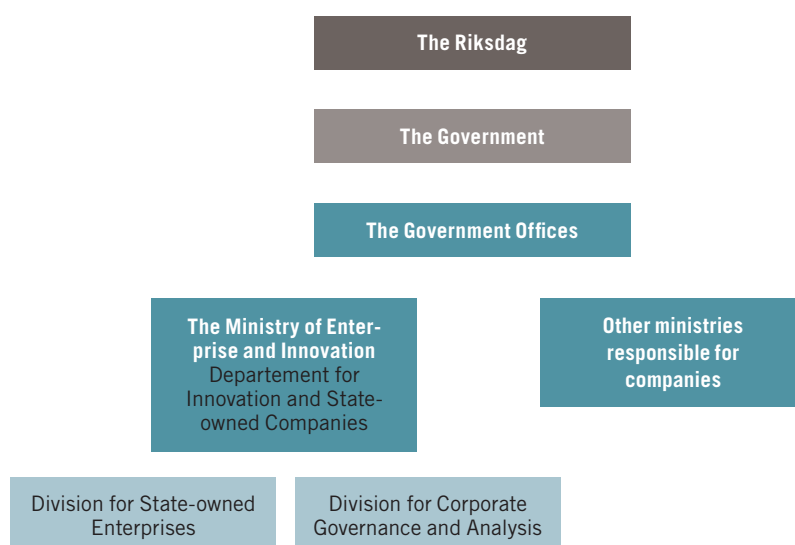 The Riksdag
The Government
The Government Offices
The Ministry of Enter-
prise and Innovation
Departement for
Innovation and State-
owned Companies
Other ministries
responsible for
companies
Division for State-owned
Enterprises
Division for Corporate
Governance and Analysis